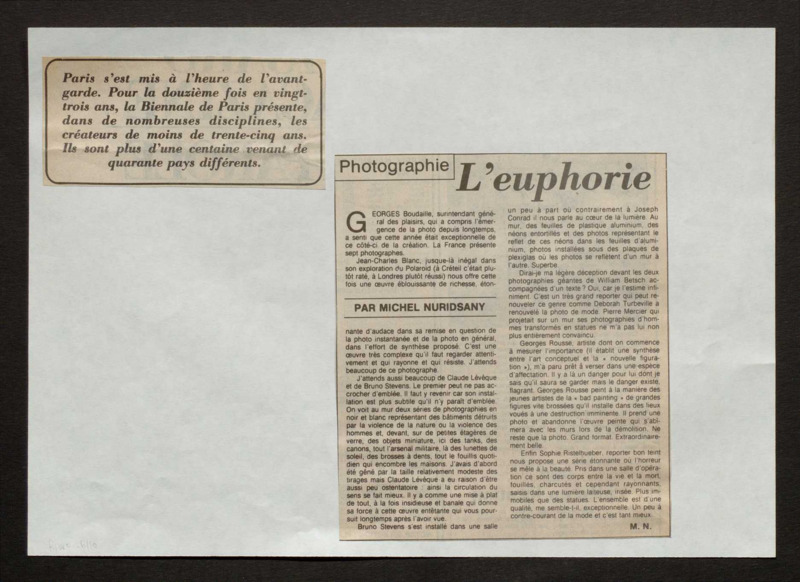 Paris s'est mis à l'heure de l'avant-
garde. Pour la douzième fois en vingt-
trois ans, la Biennale de Paris présente,
dans de nombreuses disciplines, les
créateurs de moins de trente-cinq ans.
Ils sont plus d'une centaine venant de
quarante pays différents.
Photographie
L'euphorie
GEORGES Boudaille, surintendant géné-
ral des plaisirs, qui a compris l'émer-
gence de la photo depuis longtemps,
a senti que cette année était exceptionnelle de
ce côté-ci de la création. La France présente
sept photographes.
Jean-Charles Blanc, jusque-là inégal dans
son exploration du Polaroïd (à Créteil c'était plu-
tôt raté, à Londres plutôt réussi) nous offre cette
fois une œuvre éblouissante de richesse, éton-
PAR MICHEL NURIDSANY
nante d'audace dans sa remise en question de
la photo instantanée et de la photo en général,
dans l'effort de synthèse proposé. C'est une
œuvre très complexe qu'il faut regarder attenti-
vement et qui rayonne et qui résiste. J'attends
beaucoup de ce photographe.
J'attends aussi beaucoup de Claude Lévêque
et de Bruno Stevens. Le premier peut ne pas ac-
crocher d'emblée. Il faut y revenir car son instal-
lation est plus subtile qu'il n'y paraît d'emblée.
On voit au mur deux séries de photographies en
noir et blanc représentant des bâtiments détruits
par la violence de la nature ou la violence des
hommes et, devant, sur de petites étagères de
verre, des objets miniature, ici des tanks, des
canons, tout l'arsenal militaire, là des lunettes de
soleil, des brosses à dents, tout le fouillis quoti-
dien qui encombre les maisons. J'avais d'abord
été gêné par la taille relativement modeste des
tirages mais Claude Lévêque a eu raison d'être
aussi peu ostentatoire : ainsi la circulation du
sens se fait mieux. Il y a comme une mise à plat
de tout, à la fois insidieuse et banale qui donne
sa force à cette œuvre entêtante qui vous pour-
suit longtemps après l'avoir vue.
Bruno Stevens s'est installé dans une salle
un peu à part où contrairement à Joseph
Conrad il nous parle au cœur de la lumière. Au
mur, des feuilles de plastique aluminium, des
néons entortillés et des photos représentant le
reflet de ces néons dans les feuilles d'alumi-
nium, photos installées sous des plaques de
plexiglas où les photos se reflètent d'un mur à
l'autre. Superbe.
Dirai-je ma légère déception devant les deux
photographies géantes de William Betsch ac-
compagnées d'un texte ? Oui, car je l'estime infi-
niment. C'est un très grand reporter qui peut re-
nouveler ce genre comme Deborah Turbeville a
renouvelé la photo de mode. Pierre Mercier qui
projetait sur un mur ses photographies d'hom-
mes transformés en statues ne m'a pas lui non
plus entièrement convaincu.
Georges Rousse, artiste dont on commence
à mesurer l'importance (il établit une synthèse
entre l'art conceptuel et la « nouvelle figura-
tion »), m'a paru prêt à verser dans une espèce
d'affectation. Il y a là un danger pour lui dont je
sais qu'il saura se garder mais le danger existe,
flagrant. Georges Rousse peint à la manière des
jeunes artistes de la « bad painting » de grandes
figures vite brossées qu'il installe dans des lieux
voués à une destruction imminente. Il prend une
photo et abandonne l'œuvre peinte qui s'abî-
mera avec les murs lors de la démolition. Ne
reste que la photo. Grand format. Extraordinaire-
ment belle.
Enfin Sophie Ristelhueber, reporter bon teint
nous propose une série étonnante où l'horreur
se mêle à la beauté. Pris dans une salle d'opéra-
tion ce sont des corps entre la vie et la mort,
fouillés, charcutés et cependant rayonnants,
saisis dans une lumière laiteuse, irisée. Plus im-
mobiles que des statues. L'ensemble est d'une
qualité, me semble-t-il, exceptionnelle. Un peu à
contre-courant de la mode et c'est tant mieux.
M. N.